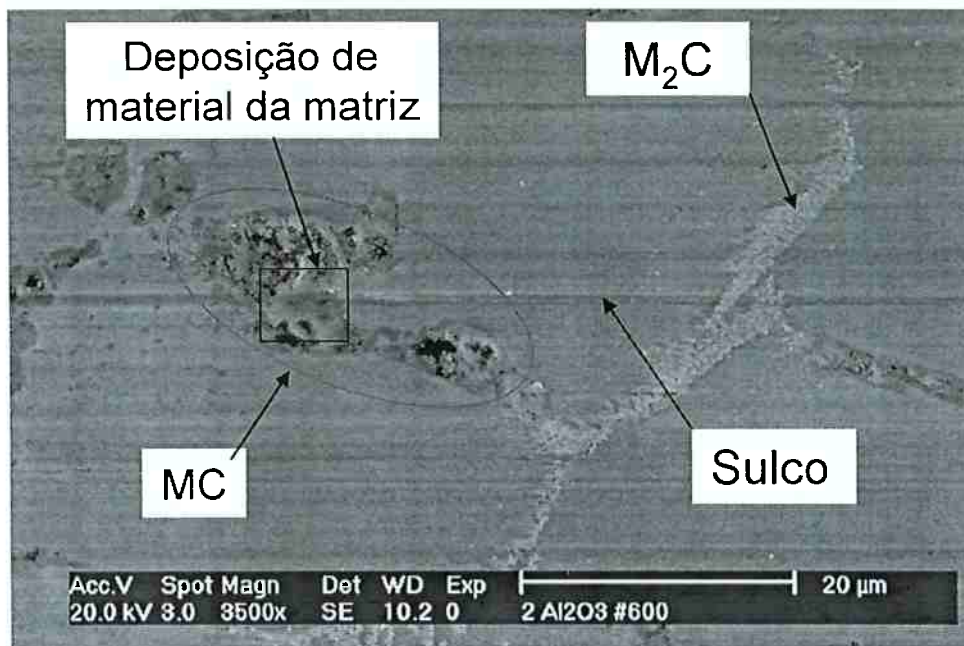 Deposição de
material da matriz
M₂C
MC
Sulco
Acc.V Spot Magn Det WD Exp 20 µm
20.0 kV 3.0 3500x SE 10.2 0 2 Al2O3 #600